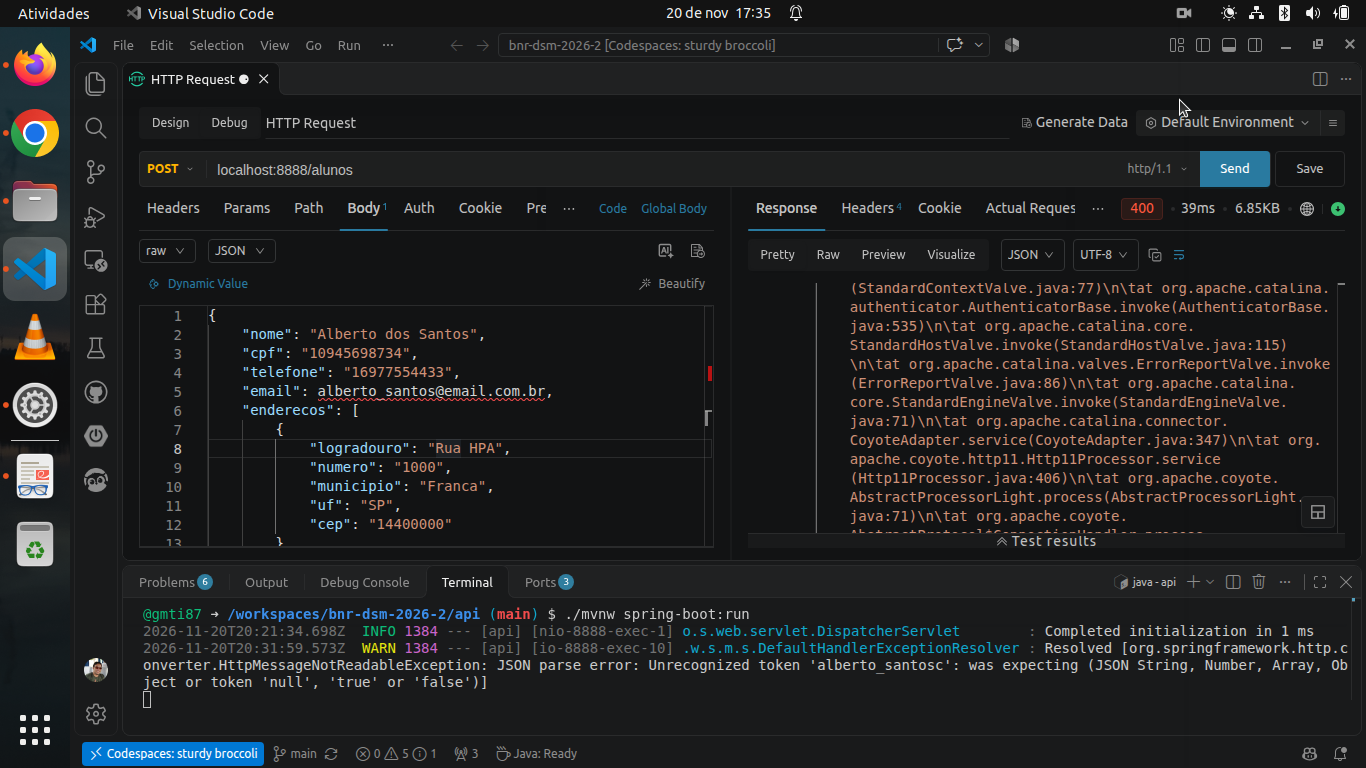 Atividades
Visual Studio Code
20 de nov 17:35
File Edit Selection View Go Run ···
bnr-dsm-2026-2 [Codespaces: sturdy broccoli]
HTTP HTTP Request
Design Debug HTTP Request
Generate Data
Default Environment
POST localhost:8888/alunos http/1.1 Send Save
Headers Params Path Body 1 Auth Cookie Pre ··· Code Global Body
Response Headers 4 Cookie Actual Reques ··· 400 39ms 6.85KB
raw JSON
Pretty Raw Preview Visualize JSON UTF-8
Dynamic Value Beautify
1 {
2 "nome": "Alberto dos Santos",
3 "cpf": "10945698734",
4 "telefone": "16977554433",
5 "email": alberto_santos@email.com.br,
6 "enderecos": [
7 {
8 "logradouro": "Rua HPA",
9 "numero": "1000",
10 "municipio": "Franca",
11 "uf": "SP",
12 "cep": "14400000"
13 }
(StandardContextValve.java:77)\n\tat org.apache.catalina.
authenticator.AuthenticatorBase.invoke(AuthenticatorBase.
java:535)\n\tat org.apache.catalina.core.
StandardHostValve.invoke(StandardHostValve.java:115)
\n\tat org.apache.catalina.valves.ErrorReportValve.invoke
(ErrorReportValve.java:86)\n\tat org.apache.catalina.
core.StandardEngineValve.invoke(StandardEngineValve.
java:71)\n\tat org.apache.catalina.connector.
CoyoteAdapter.service(CoyoteAdapter.java:347)\n\tat org.
apache.coyote.http11.Http11Processor.service
(Http11Processor.java:406)\n\tat org.apache.coyote.
AbstractProcessorLight.process(AbstractProcessorLight.
java:71)\n\tat org.apache.coyote.
Test results
Problems 6 Output Debug Console Terminal Ports 3
java - api
@gmti87 → /workspaces/bnr-dsm-2026-2/api (main) $ ./mvnw spring-boot:run
2026-11-20T20:21:34.698Z INFO 1384 --- [api] [nio-8888-exec-1] o.s.web.servlet.DispatcherServlet : Completed initialization in 1 ms
2026-11-20T20:31:59.573Z WARN 1384 --- [api] [io-8888-exec-10] .w.s.m.s.DefaultHandlerExceptionResolver : Resolved [org.springframework.http.c
onverter.HttpMessageNotReadableException: JSON parse error: Unrecognized token 'alberto_santosc': was expecting (JSON String, Number, Array, Ob
ject or token 'null', 'true' or 'false')]
Codespaces: sturdy broccoli main 0 5 1 3 Java: Ready